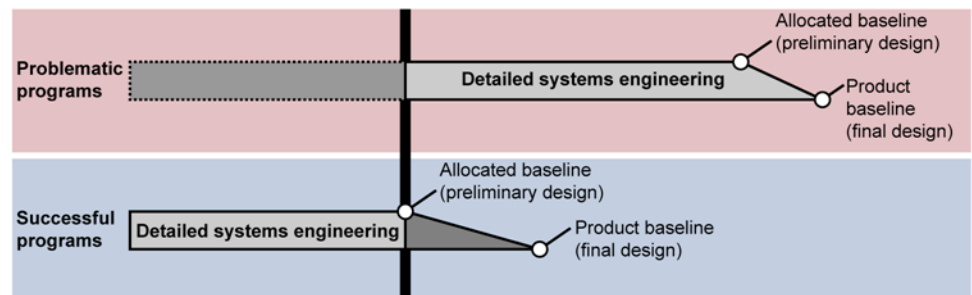 Problematic
programs
Detailed systems engineering
Allocated baseline
(preliminary design)
Product
baseline
(final design)
Successful
programs
Detailed systems engineering
Allocated baseline
(preliminary design)
Product baseline
(final design)